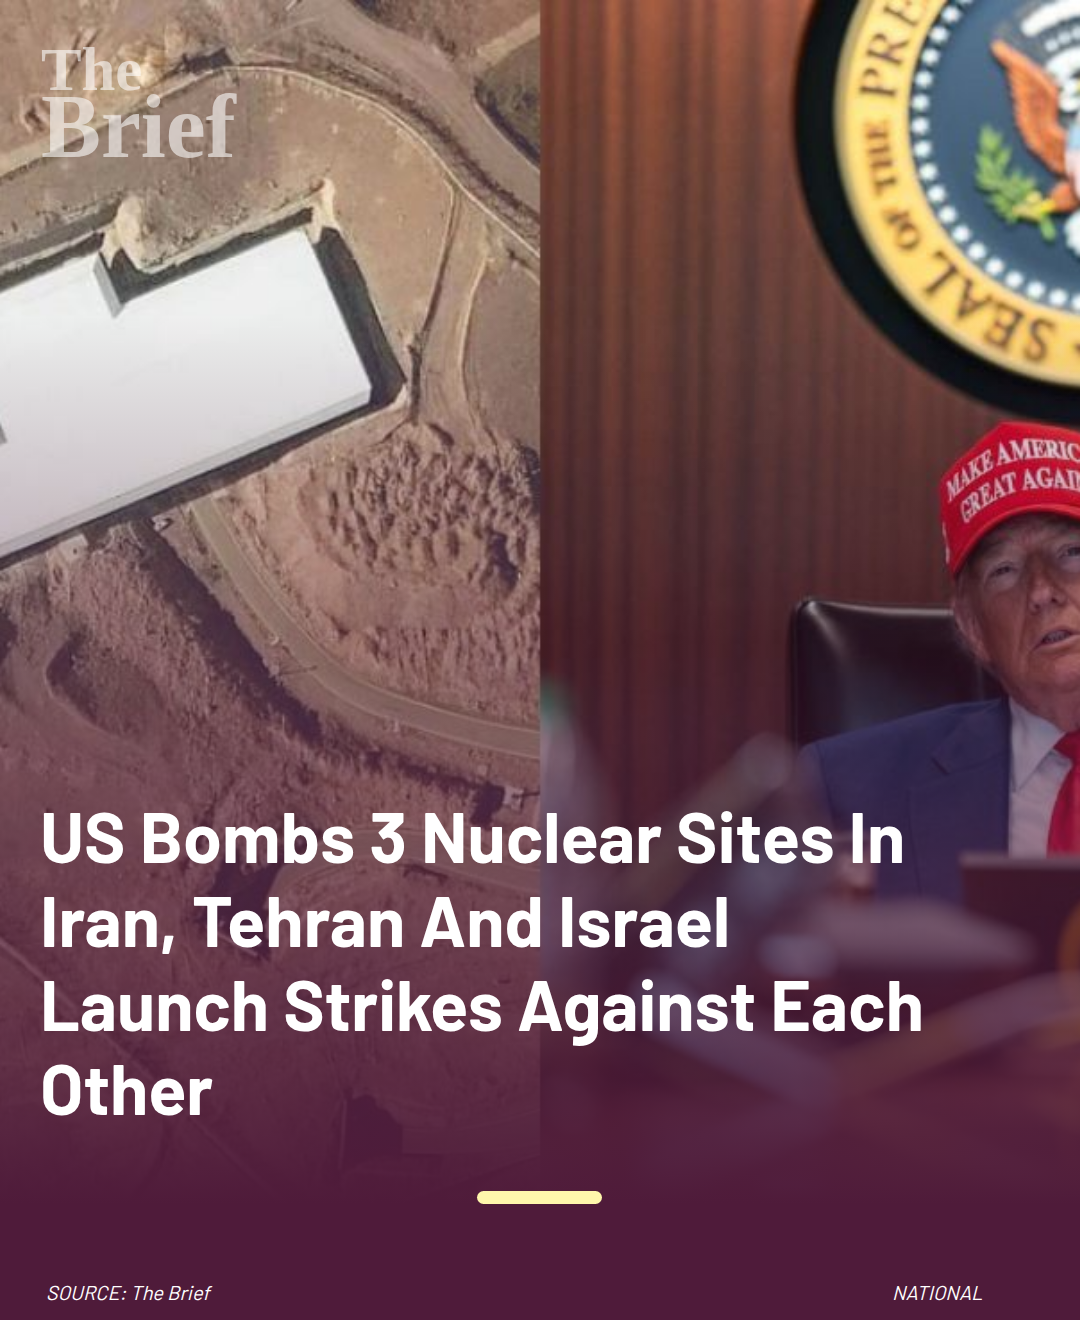 The
Brief
SEAL OF THE PRE
MAKE AMERIC
GREAT AGAIN
US Bombs 3 Nuclear Sites In
Iran, Tehran And Israel
Launch Strikes Against Each
Other
SOURCE: The Brief
NATIONAL